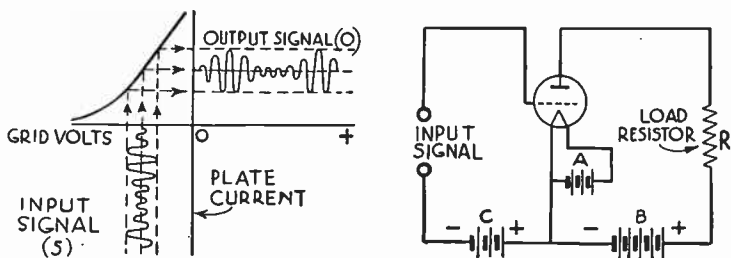 OUTPUT SIGNAL (O)
GRID VOLTS
O
+
INPUT
SIGNAL
(S)
PLATE
CURRENT
INPUT
SIGNAL
LOAD
RESISTOR
R
A
- C +
- B +